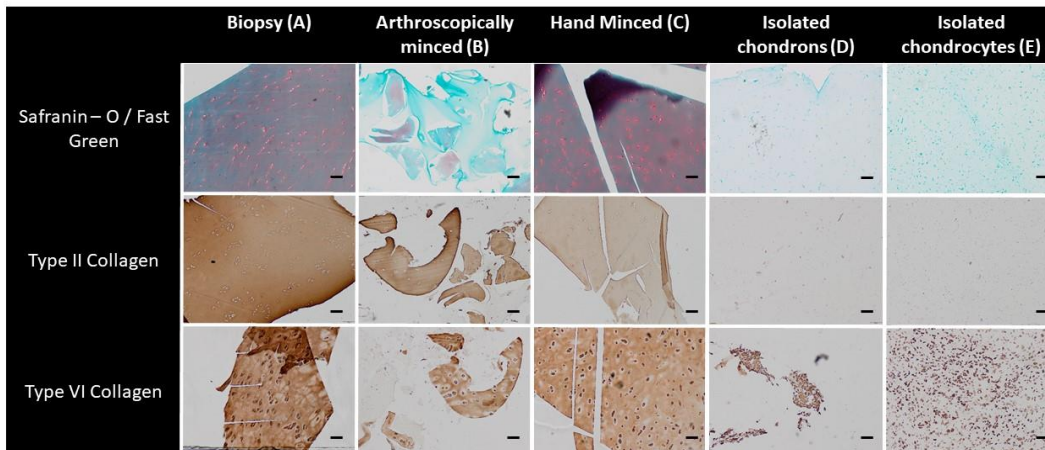 Biopsy (A)
Arthroscopically
minced (B)
Hand Minced (C)
Isolated
chondrons (D)
Isolated
chondrocytes (E)
Safranin – O / Fast
Green
Type II Collagen
Type VI Collagen